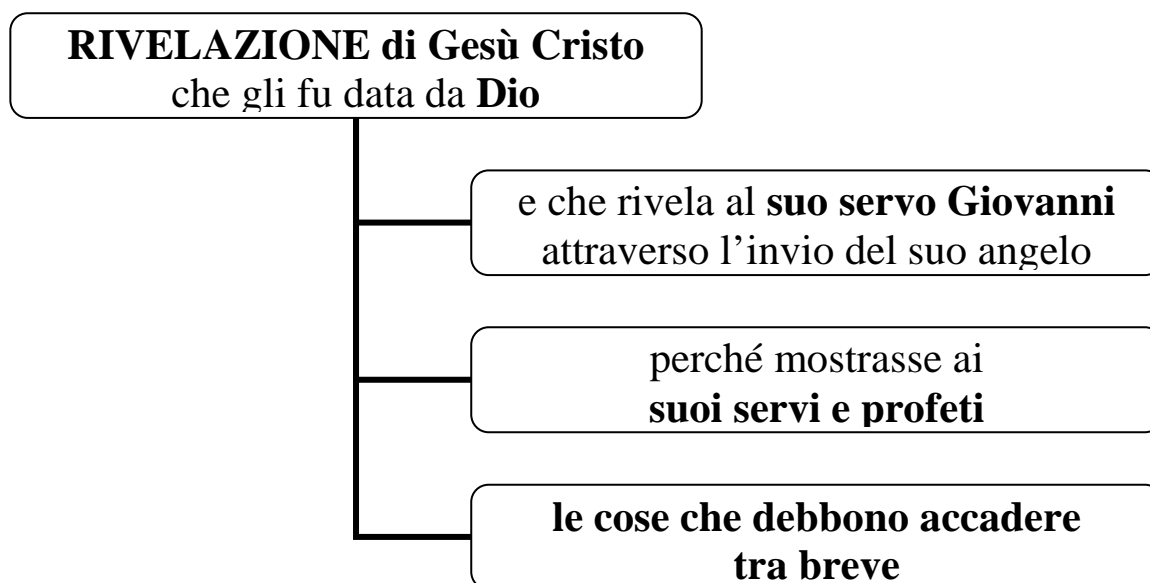 RIVELAZIONE di Gesù Cristo
che gli fu data da Dio
e che rivela al suo servo Giovanni
attraverso l’invio del suo angelo
perché mostrasse ai
suoi servi e profeti
le cose che debbono accadere
tra breve